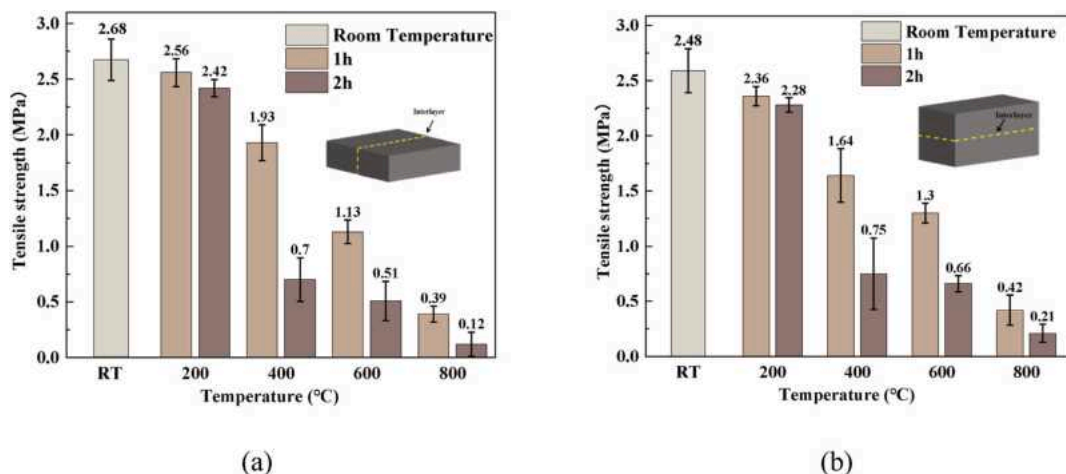 3.0
2.5
2.0
1.5
1.0
0.5
0.0
Tensile strength (MPa)
2.68
2.56
2.42
1.93
0.7
1.13
0.51
0.39
0.12
Room Temperature
1h
2h
Interlayer
RT 200 400 600 800
Temperature (℃)
(a)
3.0
2.5
2.0
1.5
1.0
0.5
0.0
Tensile strength (MPa)
2.48
2.36
2.28
1.64
0.75
1.3
0.66
0.42
0.21
Room Temperature
1h
2h
Interlayer
RT 200 400 600 800
Temperature (℃)
(b)